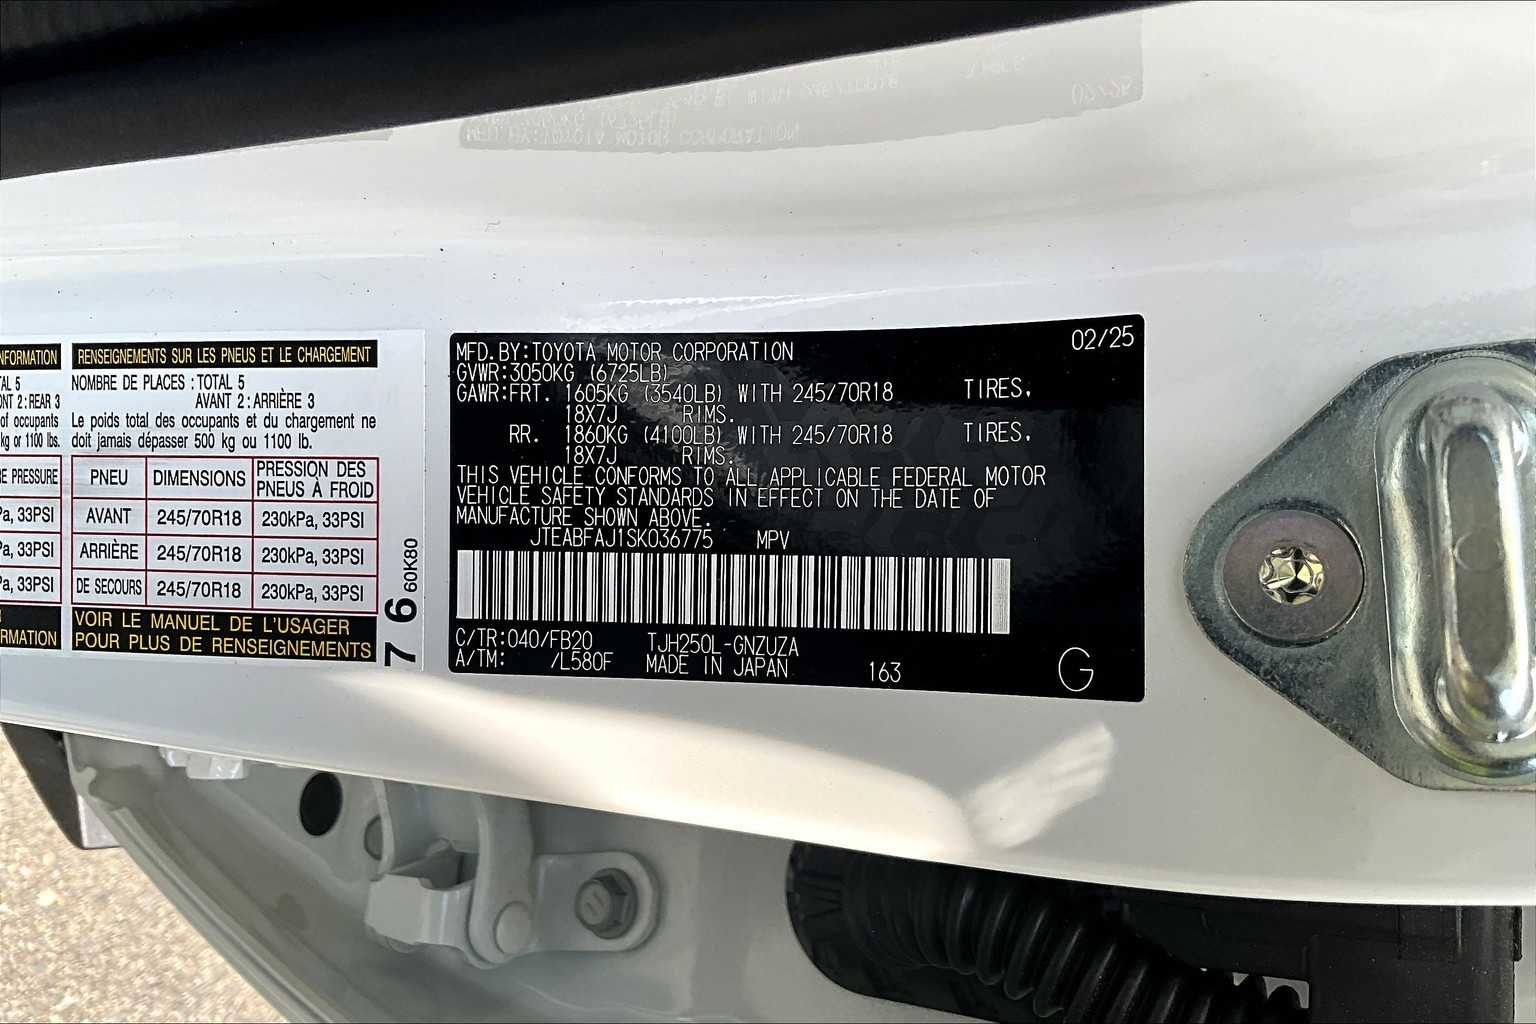 NFORMATION
AL 5
ONT 2:REAR 3
of occupants
kg or 1100 lbs.
E PRESSURE
Pa, 33PSI
Pa, 33PSI
Pa, 33PSI
RMATION
RENSEIGNEMENTS SUR LES PNEUS ET LE CHARGEMENT
NOMBRE DE PLACES : TOTAL 5
AVANT 2 : ARRIÈRE 3
Le poids total des occupants et du chargement ne
doit jamais dépasser 500 kg ou 1100 lb.
PNEU DIMENSIONS PRESSION DES PNEUS À FROID
AVANT 245/70R18 230kPa, 33PSI
ARRIÈRE 245/70R18 230kPa, 33PSI
DE SECOURS 245/70R18 230kPa, 33PSI
VOIR LE MANUEL DE L'USAGER
POUR PLUS DE RENSEIGNEMENTS
7 6 60K80
02/25
MFD.BY:TOYOTA MOTOR CORPORATION
GVWR:3050KG (6725LB)
GAWR:FRT. 1605KG (3540LB) WITH 245/70R18 TIRES,
18X7J RIMS.
RR. 1860KG (4100LB) WITH 245/70R18 TIRES,
18X7J RIMS.
THIS VEHICLE CONFORMS TO ALL APPLICABLE FEDERAL MOTOR
VEHICLE SAFETY STANDARDS IN EFFECT ON THE DATE OF
MANUFACTURE SHOWN ABOVE.
JTEABFAJ1SK036775 MPV
C/TR:040/FB20 TJH250L-GNZUZA
A/TM: /L580F MADE IN JAPAN 163
G